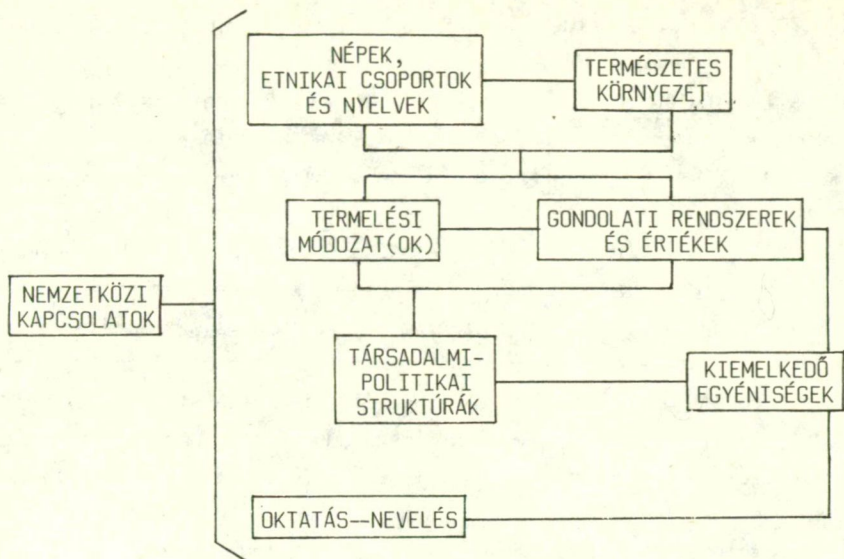 NÉPEK,
ETNIKAI CSOPORTOK
ÉS NYELVEK
TERMÉSZETES
KÖRNYEZET
TERMELÉSI
MÓDOZAT(OK)
GONDOLATI RENDSZEREK
ÉS ÉRTÉKEK
NEMZETKÖZI
KAPCSOLATOK
TÁRSADALMI-
POLITIKAI
STRUKTÚRÁK
KIEMELKEDŐ
EGYÉNISÉGEK
OKTATÁS--NEVELÉS